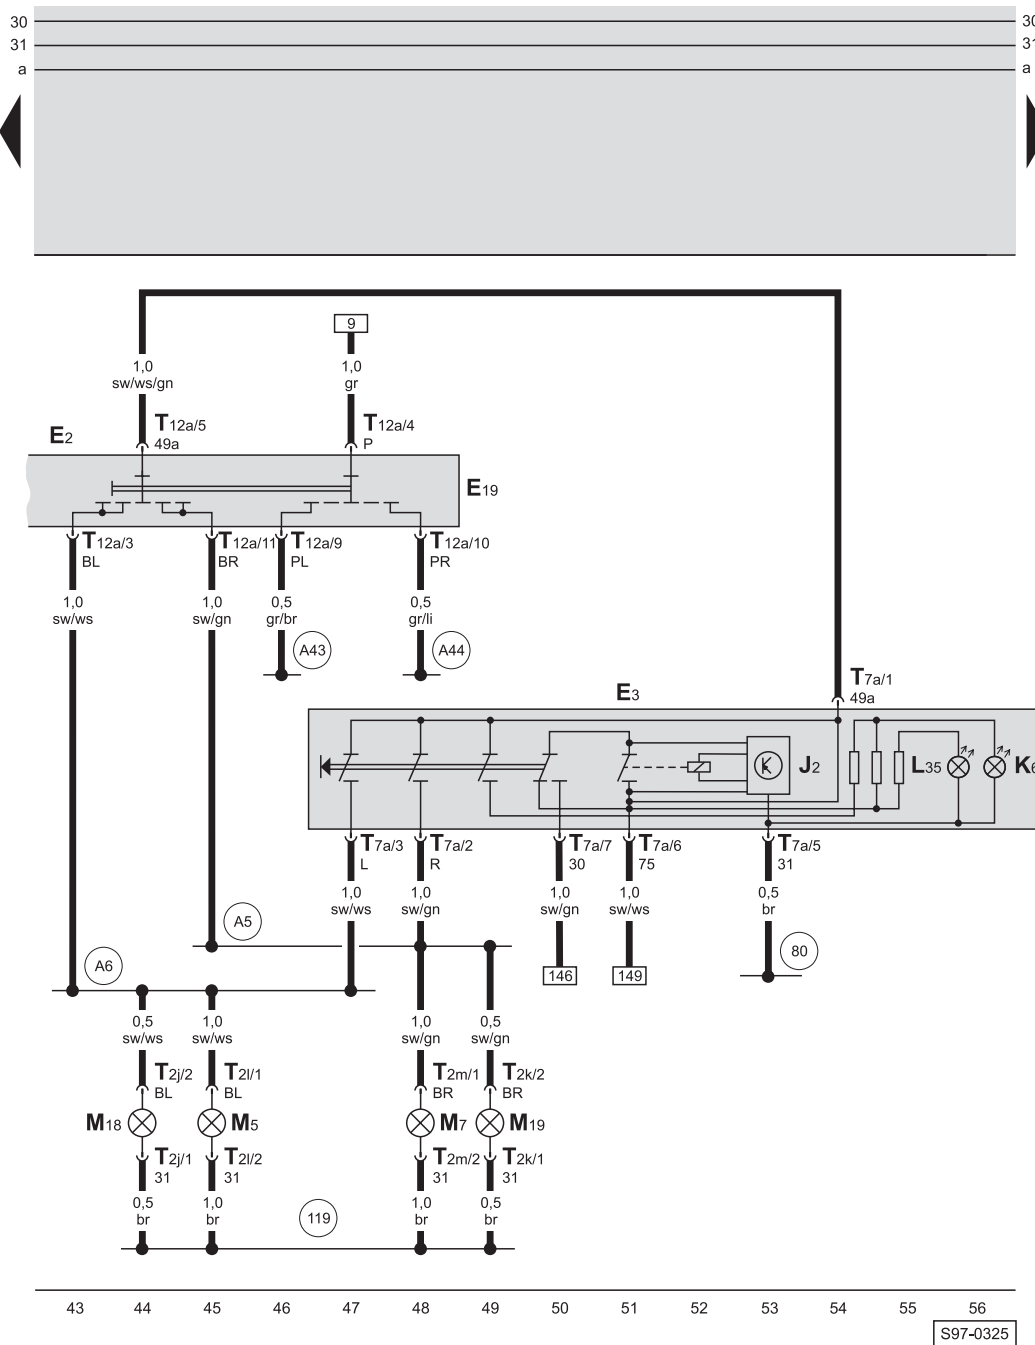 30 30
31 31
a a
9
1,0 1,0
sw/ws/gn gr
T12a/5 T12a/4
E2 49a P
E19
T12a/3 T12a/11 T12a/9 T12a/10
BL BR PL PR
1,0 1,0 0,5 0,5
sw/ws sw/gn gr/br gr/li
A43 A44
T7a/1
E3 49a
J2 L35 K6
T7a/3 T7a/2 T7a/7 T7a/6 T7a/5
L R 30 75 31
1,0 1,0 1,0 1,0 0,5
sw/ws sw/gn sw/gn sw/ws br
A5
80
A6
146 149
0,5 1,0 1,0 0,5
sw/ws sw/ws sw/gn sw/gn
T2j/2 T2l/1 T2m/1 T2k/2
BL BL BR BR
M18 M5 M7 M19
T2j/1 T2l/2 T2m/2 T2k/1
31 31 31 31
0,5 1,0 1,0 0,5
br br br br
119
43 44 45 46 47 48 49 50 51 52 53 54 55 56
S97-0325